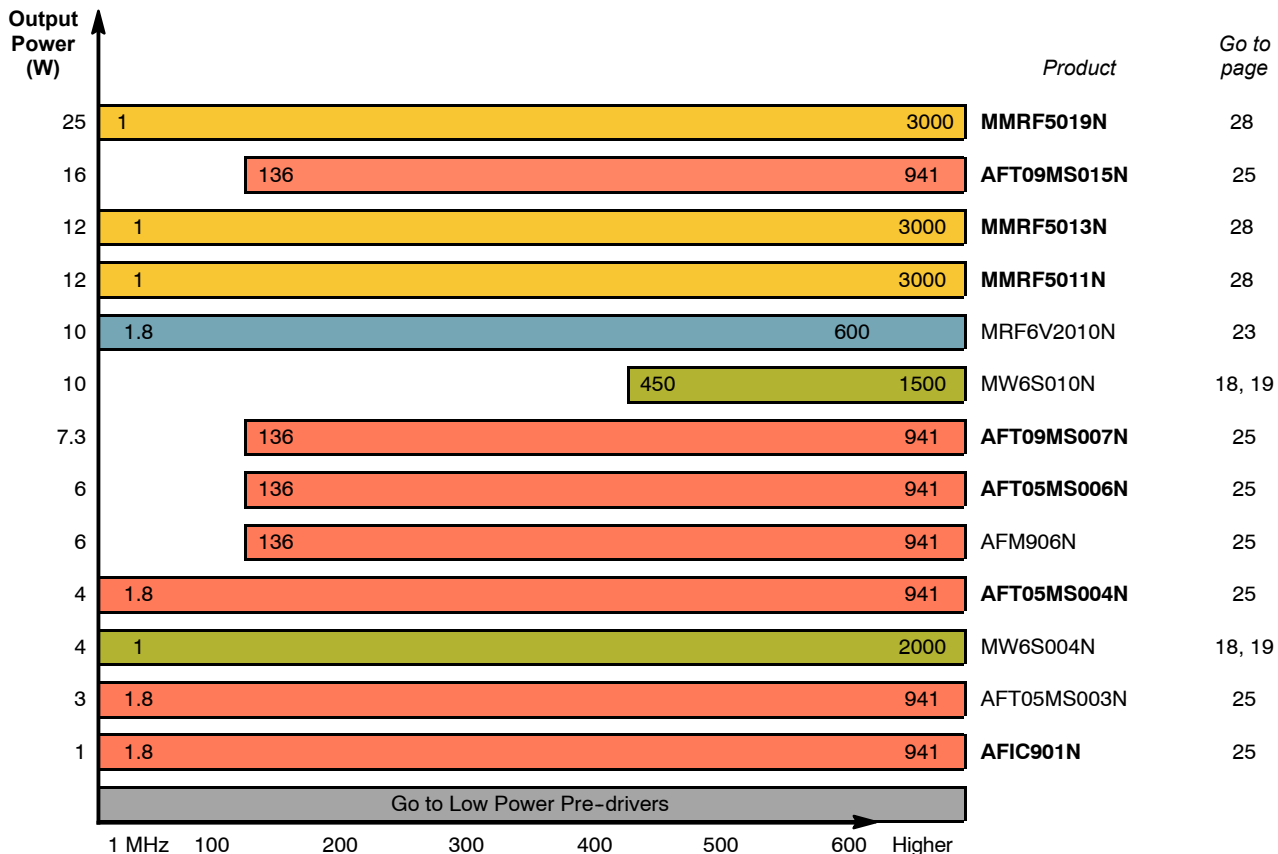 Output
Power
(W)
Product
Go to
page
25 1 3000 MMRF5019N 28
16 136 941 AFT09MS015N 25
12 1 3000 MMRF5013N 28
12 1 3000 MMRF5011N 28
10 1.8 600 MRF6V2010N 23
10 450 1500 MW6S010N 18, 19
7.3 136 941 AFT09MS007N 25
6 136 941 AFT05MS006N 25
6 136 941 AFM906N 25
4 1.8 941 AFT05MS004N 25
4 1 2000 MW6S004N 18, 19
3 1.8 941 AFT05MS003N 25
1 1.8 941 AFIC901N 25
Go to Low Power Pre-drivers
1 MHz 100 200 300 400 500 600 Higher